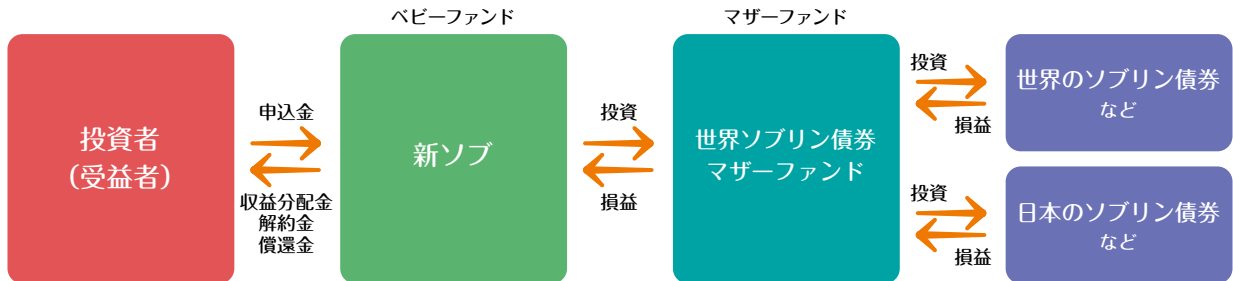 ベビーファンド
マザーファンド
投資者
(受益者)
申込金
収益分配金
解約金
償還金
新ソブ
投資
損益
世界ソブリン債券
マザーファンド
投資
損益
世界のソブリン債券
など
投資
損益
日本のソブリン債券
など